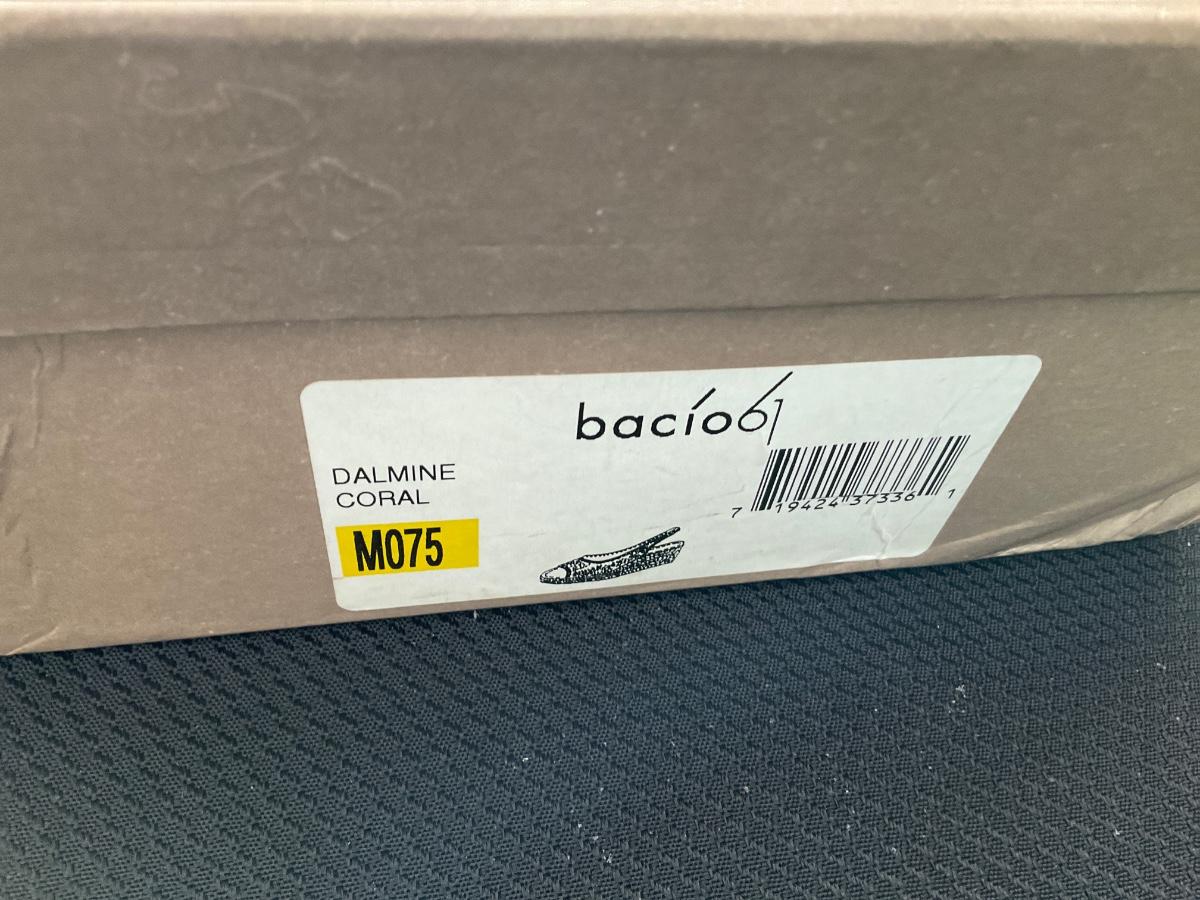 bacio61
DALMINE
CORAL
M075
7 19424 37336 1